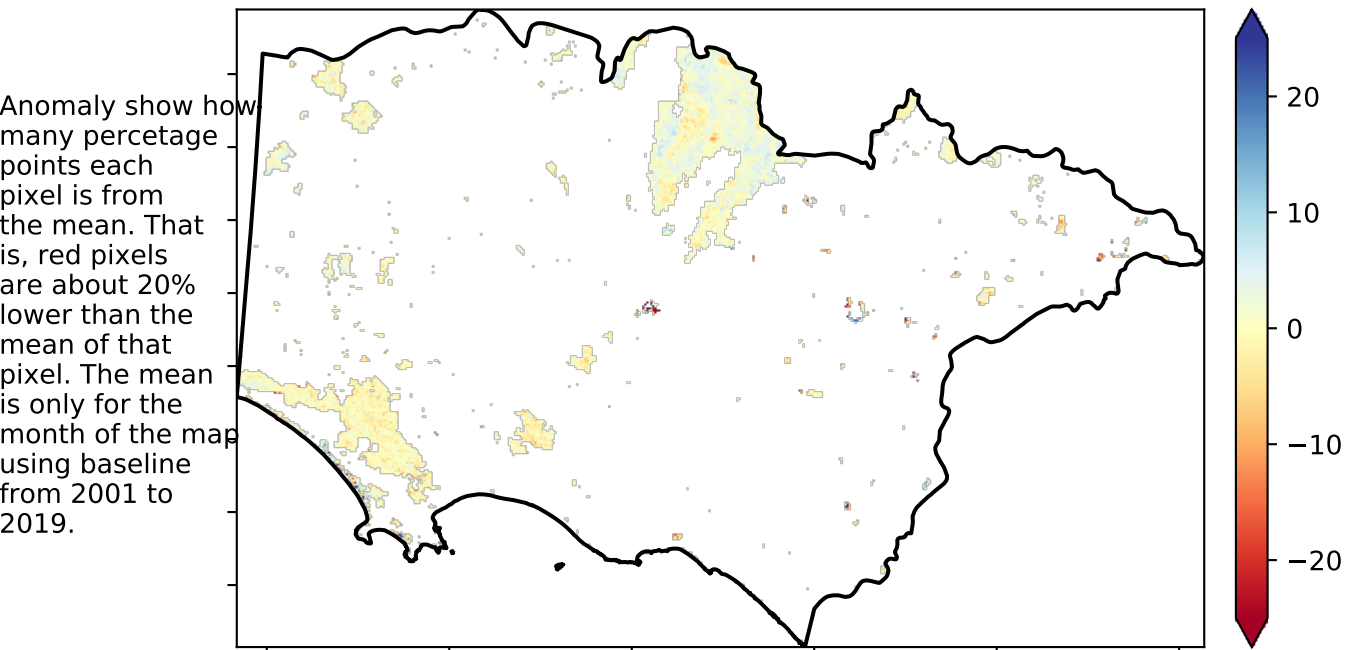 Anomaly show how
many percetage
points each
pixel is from
the mean. That
is, red pixels
are about 20%
lower than the
mean of that
pixel. The mean
is only for the
month of the map
using baseline
from 2001 to
2019.
20
10
0
−10
−20